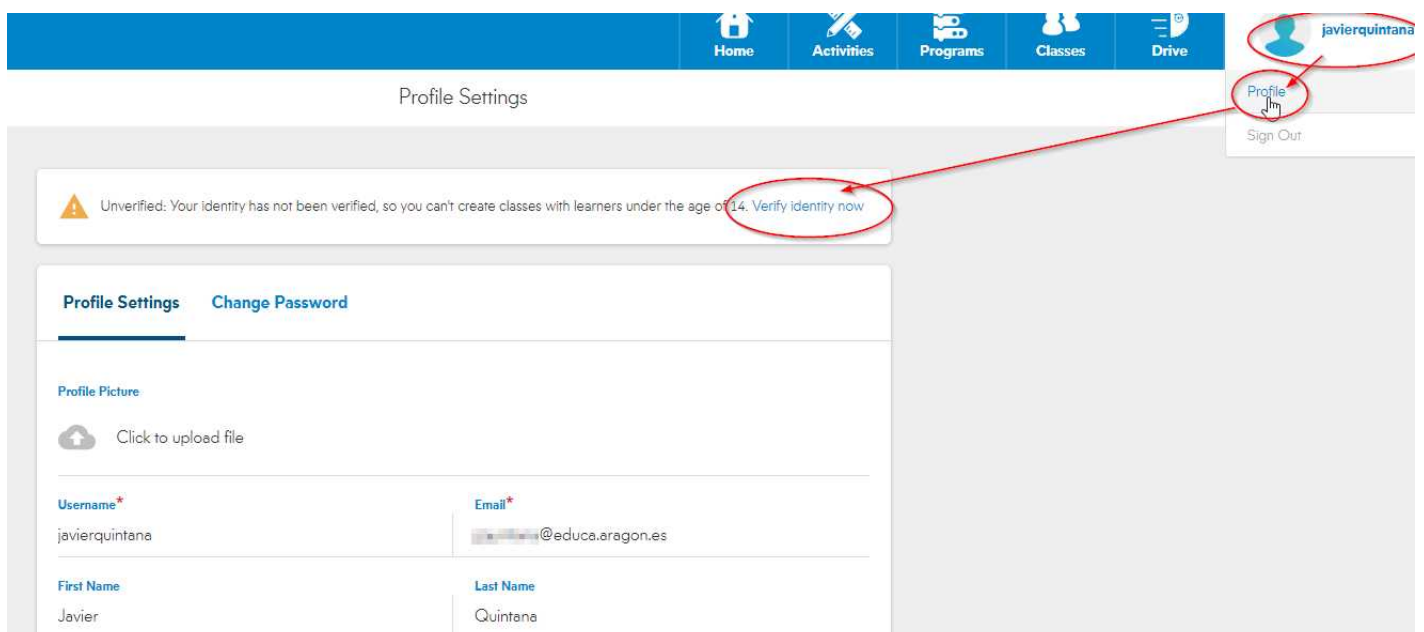 Home Activities Programs Classes Drive javierquintana
Profile Settings
Profile
Sign Out
Unverified: Your identity has not been verified, so you can't create classes with learners under the age of 14. Verify identity now
Profile Settings Change Password
Profile Picture
Click to upload file
Username* Email*
javierquintana @educa.aragon.es
First Name Last Name
Javier Quintana